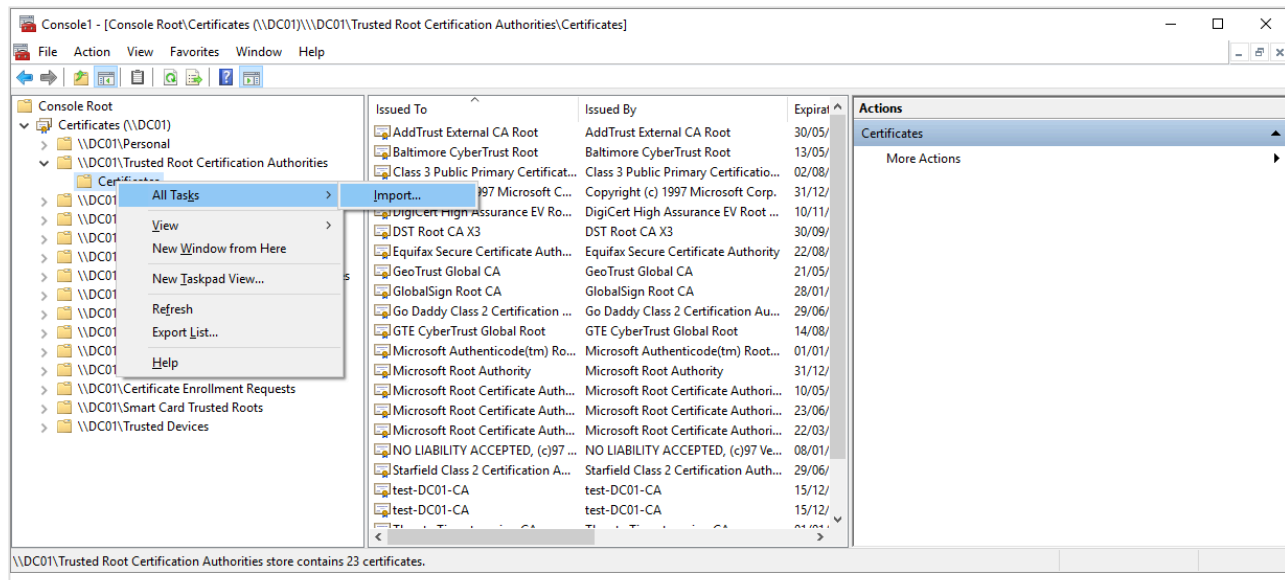 Console1 - [Console Root\Certificates (\\DC01)\\\DC01\Trusted Root Certification Authorities\Certificates]
File Action View Favorites Window Help
Console Root
Certificates (\\DC01)
\\DC01\Personal
\\DC01\Trusted Root Certification Authorities
Certificates
\\DC01
\\DC01
\\DC01
\\DC01
\\DC01 es
\\DC01
\\DC01
\\DC01
\\DC01
\\DC01
\\DC01\Certificate Enrollment Requests
\\DC01\Smart Card Trusted Roots
\\DC01\Trusted Devices
All Tasks
View
New Window from Here
New Taskpad View...
Refresh
Export List...
Help
Import...
Issued To Issued By Expirat
AddTrust External CA Root AddTrust External CA Root 30/05/
Baltimore CyberTrust Root Baltimore CyberTrust Root 13/05/
Class 3 Public Primary Certificat... Class 3 Public Primary Certificatio... 02/08/
997 Microsoft C... Copyright (c) 1997 Microsoft Corp. 31/12/
DigiCert High Assurance EV Ro... DigiCert High Assurance EV Root ... 10/11/
DST Root CA X3 DST Root CA X3 30/09/
Equifax Secure Certificate Auth... Equifax Secure Certificate Authority 22/08/
GeoTrust Global CA GeoTrust Global CA 21/05/
GlobalSign Root CA GlobalSign Root CA 28/01/
Go Daddy Class 2 Certification ... Go Daddy Class 2 Certification Au... 29/06/
GTE CyberTrust Global Root GTE CyberTrust Global Root 14/08/
Microsoft Authenticode(tm) Ro... Microsoft Authenticode(tm) Root... 01/01/
Microsoft Root Authority Microsoft Root Authority 31/12/
Microsoft Root Certificate Auth... Microsoft Root Certificate Authori... 10/05/
Microsoft Root Certificate Auth... Microsoft Root Certificate Authori... 23/06/
Microsoft Root Certificate Auth... Microsoft Root Certificate Authori... 22/03/
NO LIABILITY ACCEPTED, (c)97 ... NO LIABILITY ACCEPTED, (c)97 Ve... 08/01/
Starfield Class 2 Certification A... Starfield Class 2 Certification Auth... 29/06/
test-DC01-CA test-DC01-CA 15/12/
test-DC01-CA test-DC01-CA 15/12/
Actions
Certificates
More Actions
\\DC01\Trusted Root Certification Authorities store contains 23 certificates.